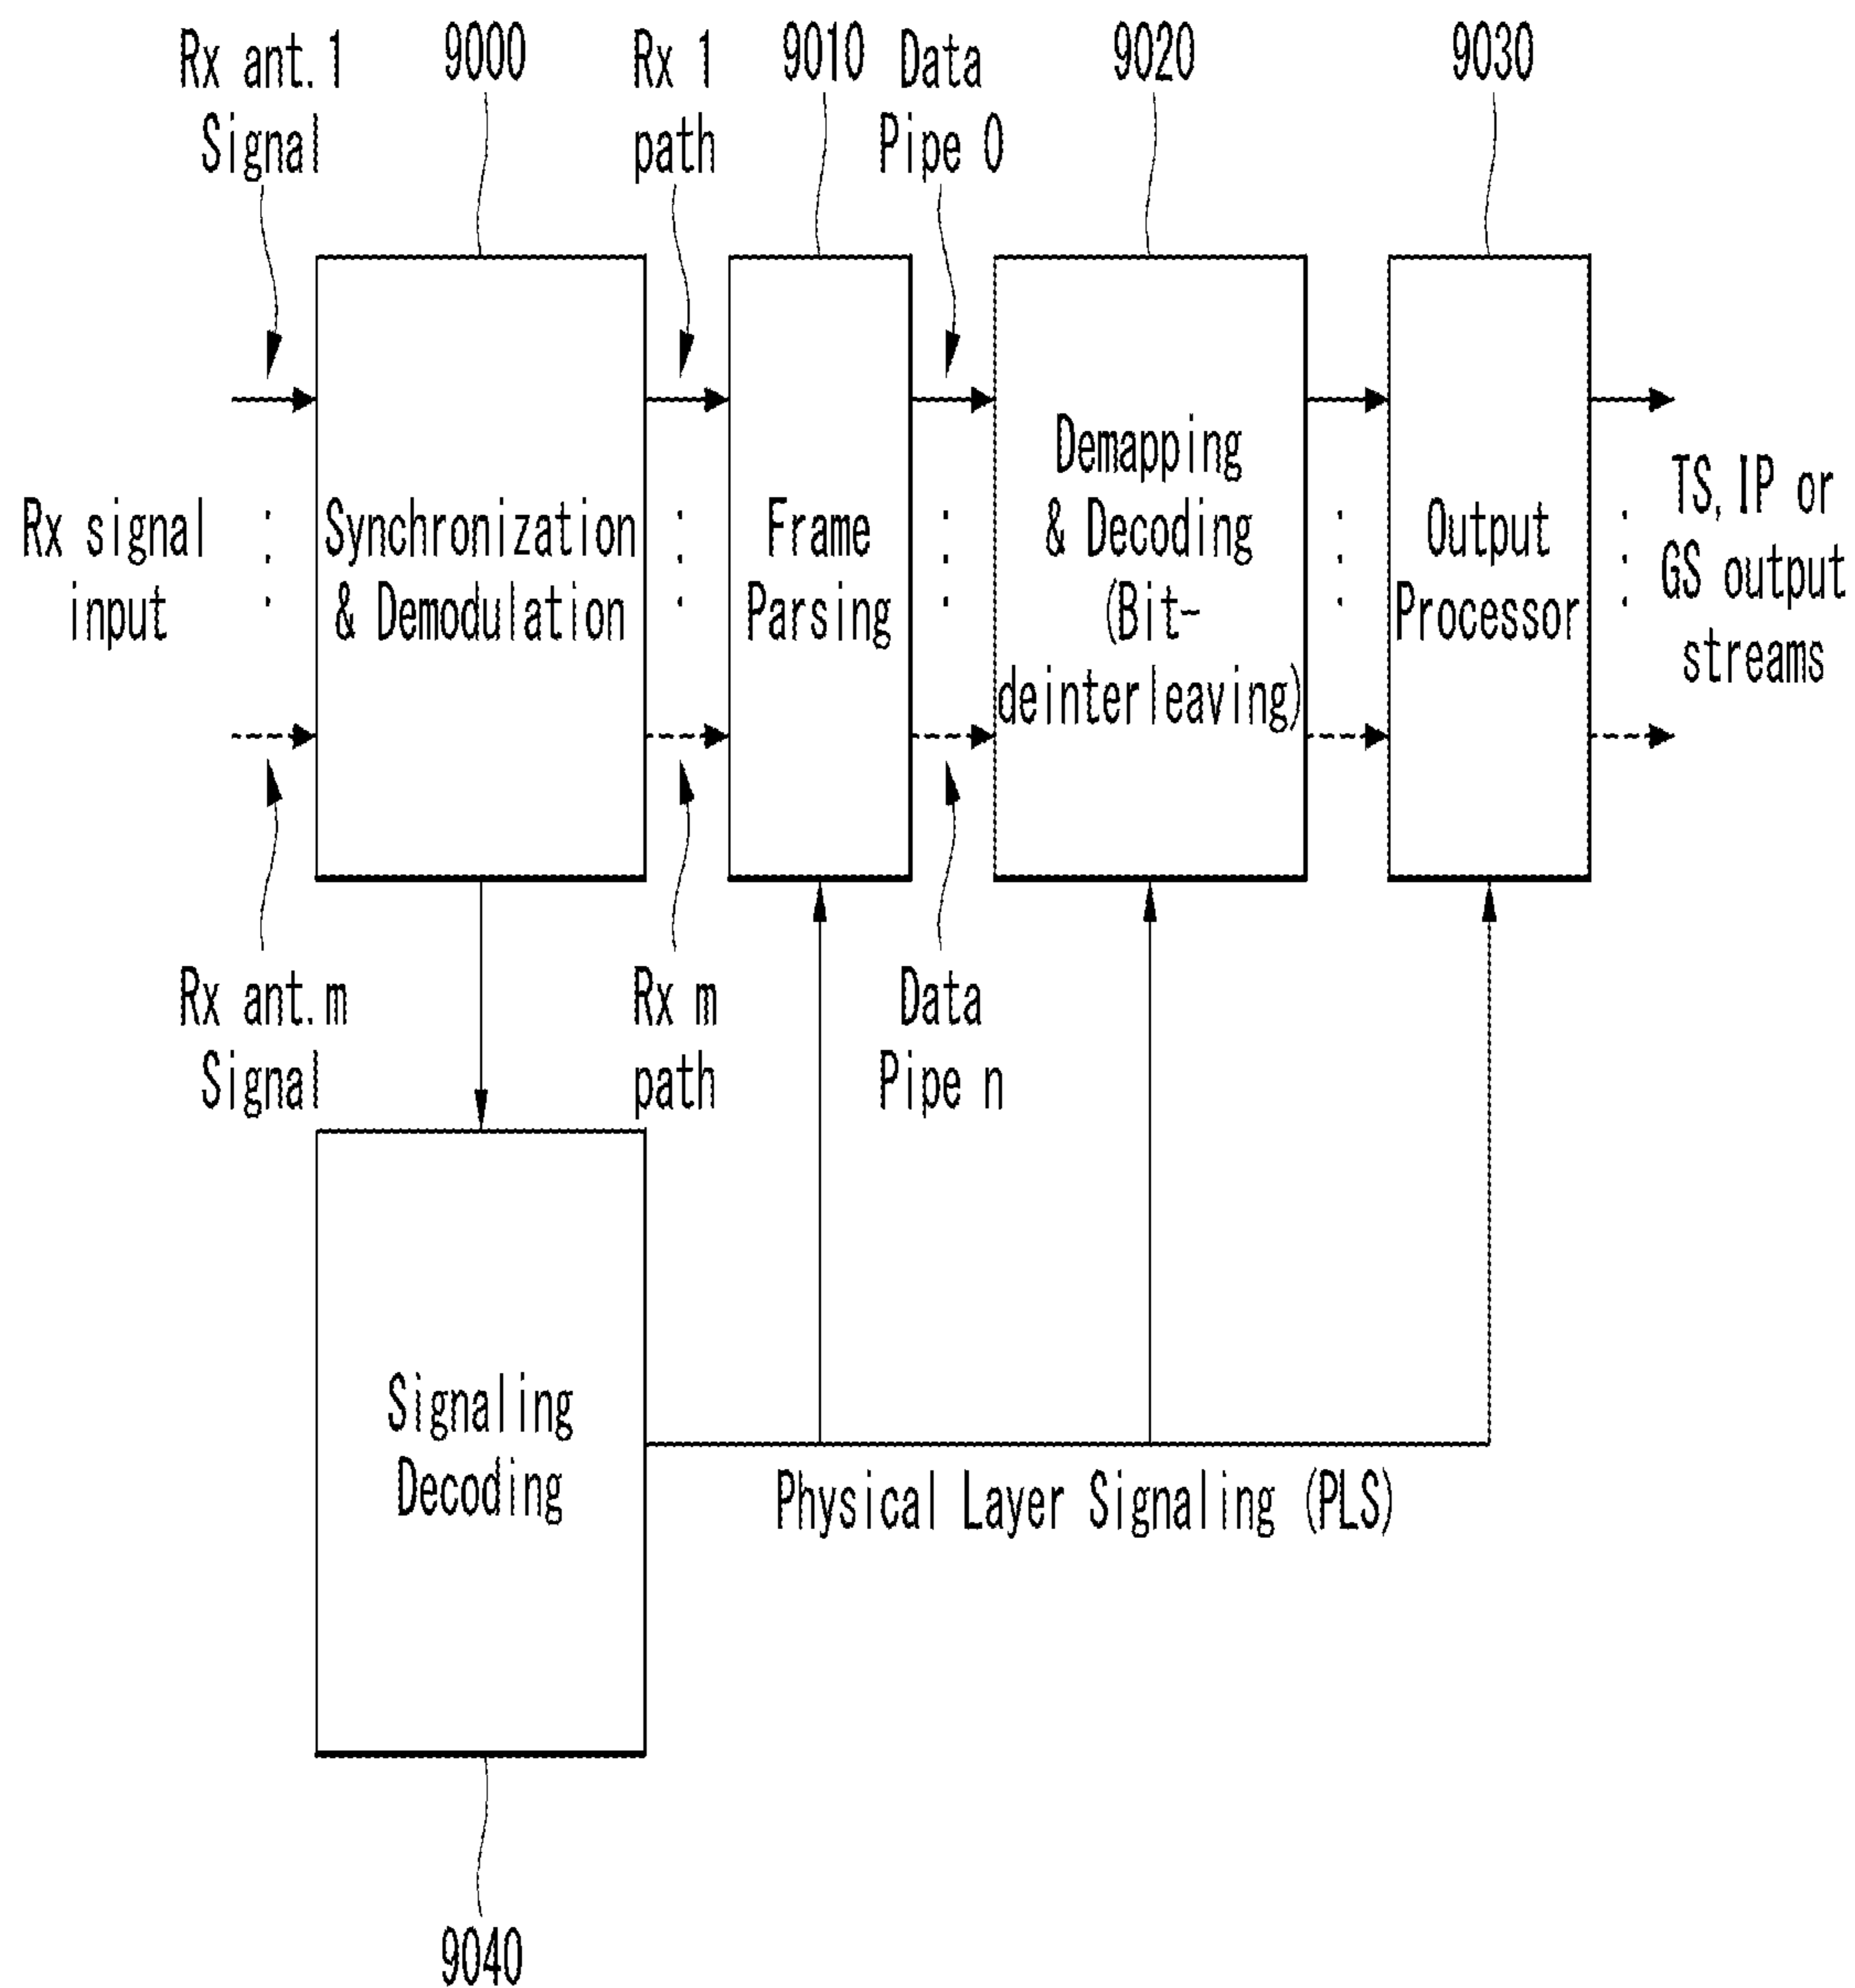 Rx ant.1
Signal
9000
Rx 1
path
9010
Data
Pipe 0
9020
9030
Rx signal
input
Synchronization
& Demodulation
Frame
Parsing
Demapping
& Decoding
(Bit-
deinterleaving)
Output
Processor
TS, IP or
GS output
streams
Rx ant.m
Signal
Rx m
path
Data
Pipe n
Signaling
Decoding
Physical Layer Signaling (PLS)
9040